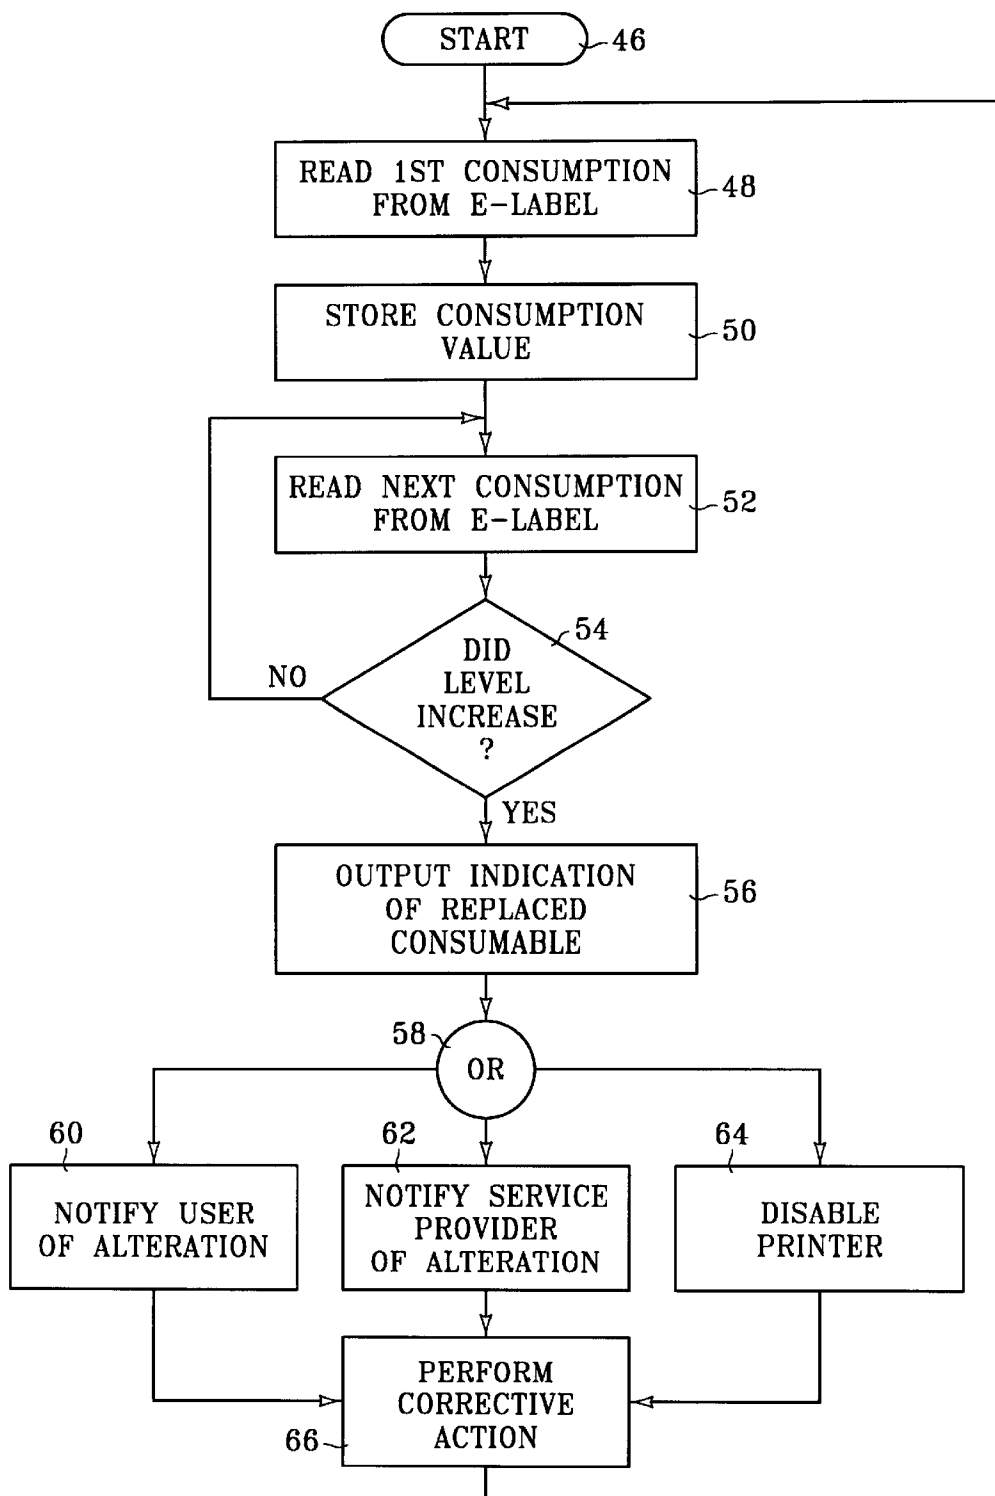 START
46
READ 1ST CONSUMPTION
FROM E-LABEL
48
STORE CONSUMPTION
VALUE
50
READ NEXT CONSUMPTION
FROM E-LABEL
52
54
DID
LEVEL
INCREASE
?
NO
YES
OUTPUT INDICATION
OF REPLACED
CONSUMABLE
56
58
OR
60
NOTIFY USER
OF ALTERATION
62
NOTIFY SERVICE
PROVIDER
OF ALTERATION
64
DISABLE
PRINTER
PERFORM
CORRECTIVE
ACTION
66